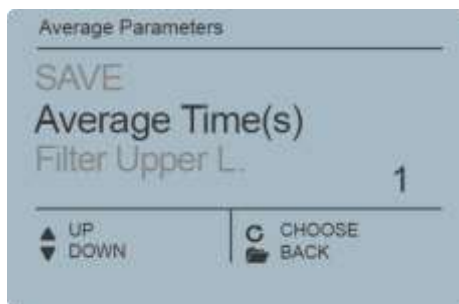 Average Parameters
SAVE
Average Time(s)
Filter Upper L.
1
UP
DOWN
CHOOSE
BACK